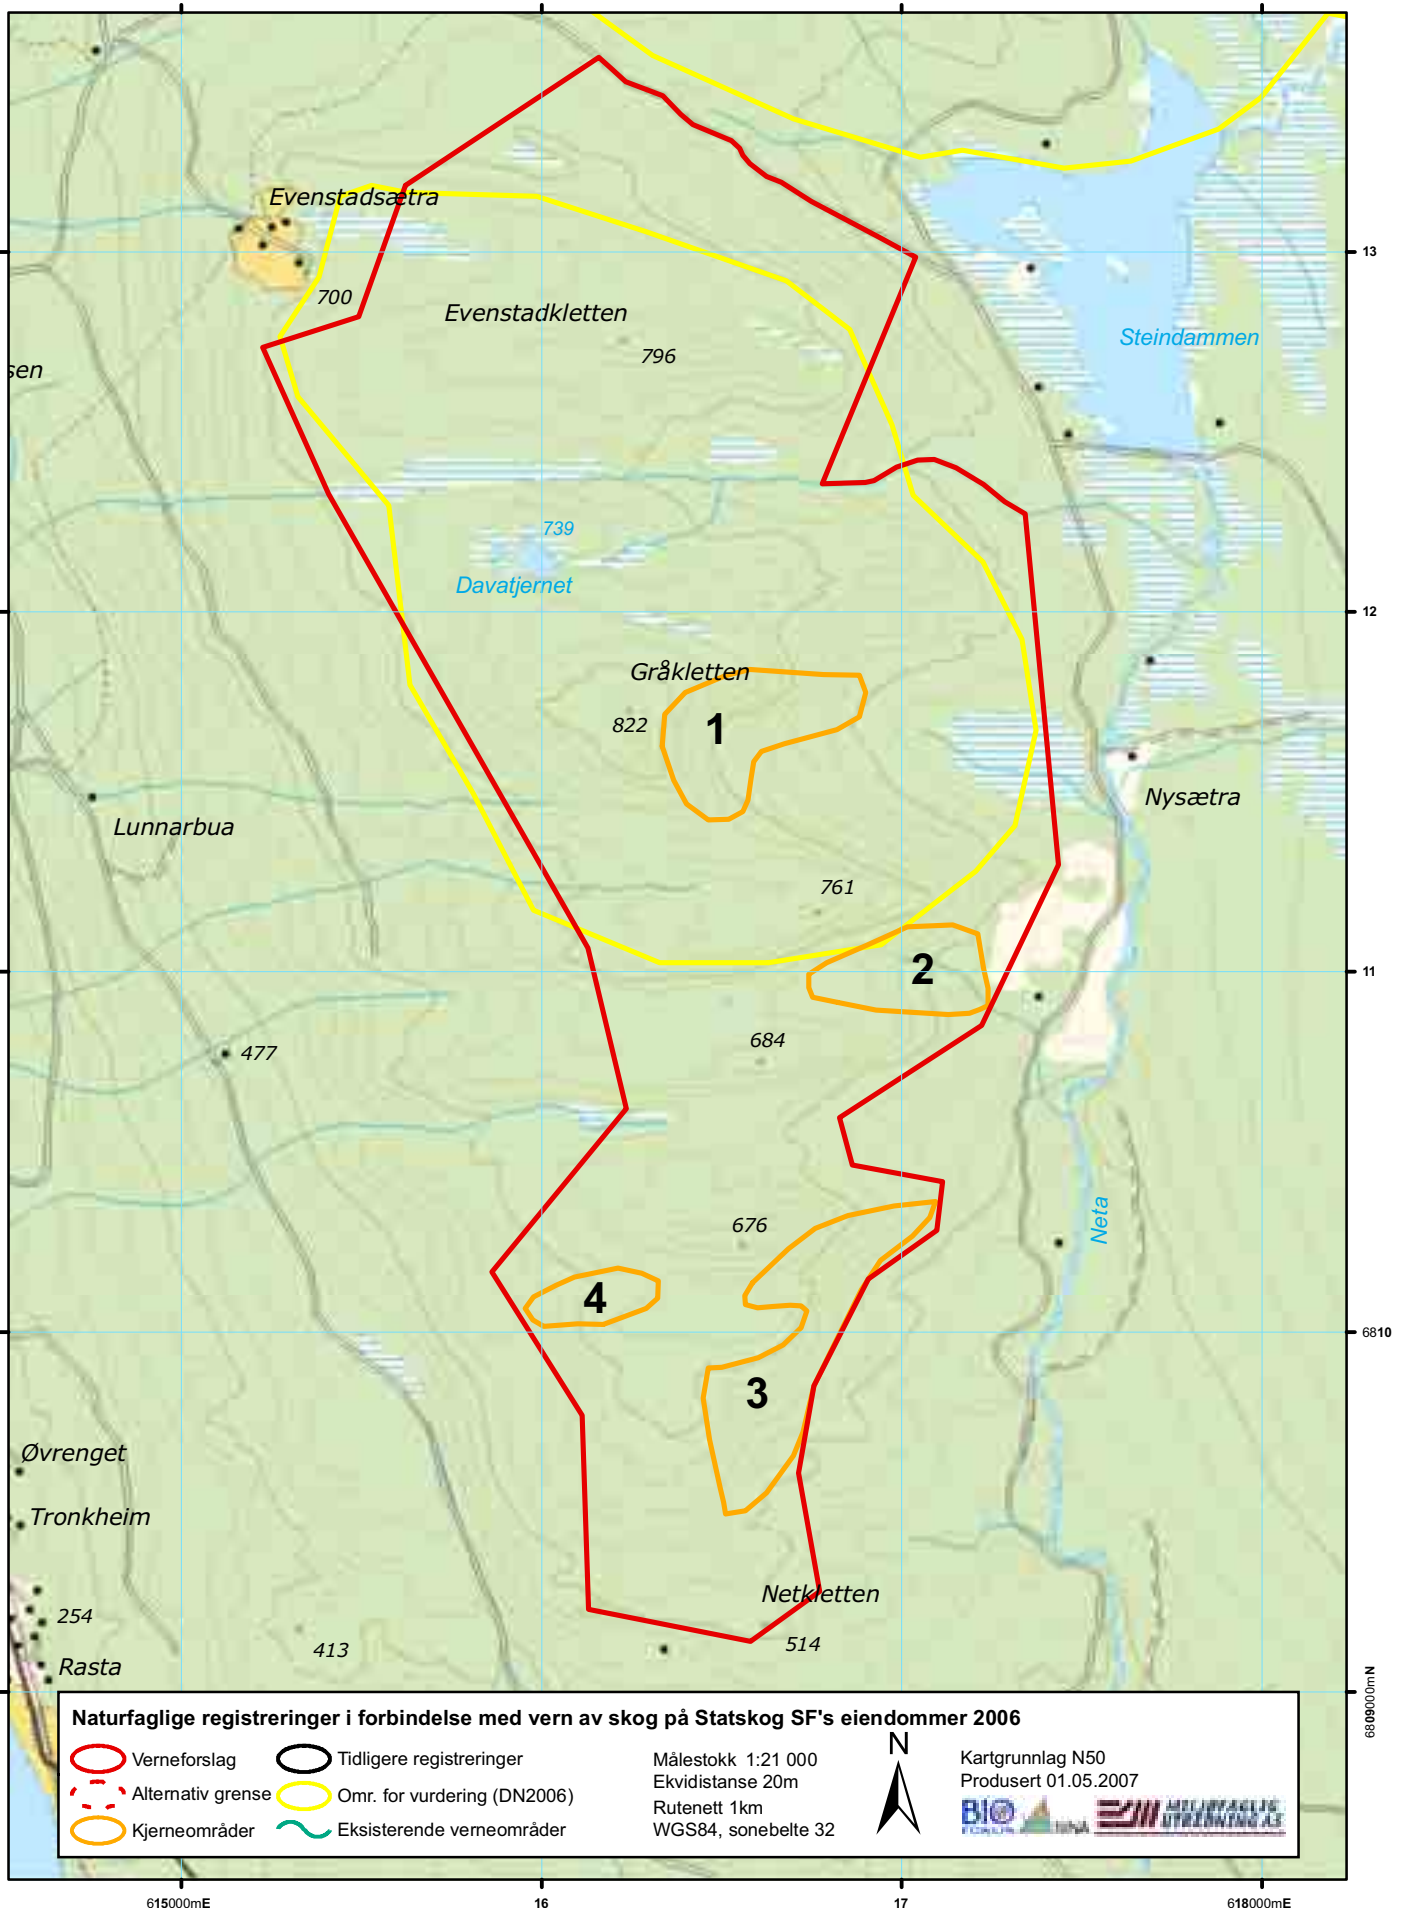 Evenstadsætra
700
Evenstadkletten
796
13
Steindammen
sen
739
Davatjernet
12
Gråkletten
822
1
Nysætra
Lunnarbua
761
2
11
684
477
676
Neta
4
6810
3
Øvrenget
Tronkheim
Netkletten
254
413
514
Rasta
6809000mN
Naturfaglige registreringer i forbindelse med vern av skog på Statskog SF's eiendommer 2006
Verneforslag
Alternativ grense
Kjerneområder
Tidligere registreringer
Omr. for vurdering (DN2006)
Eksisterende verneområder
Målestokk 1:21 000
Ekvidistanse 20m
Rutenett 1km
WGS84, sonebelte 32
N
Kartgrunnlag N50
Produsert 01.05.2007
BIO
NATURFAGLIG
UTREDNING AS
615000mE
16
17
618000mE